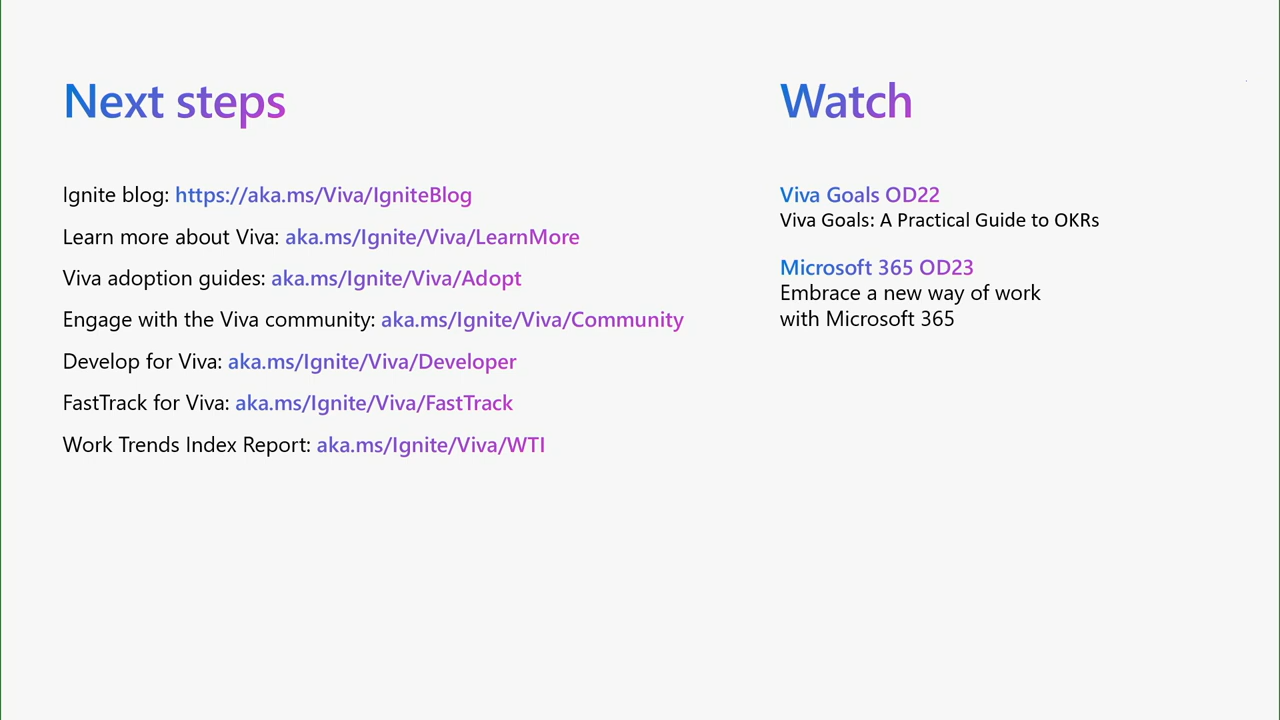 Next steps
Ignite blog: https://aka.ms/Viva/IgniteBlog
Learn more about Viva: aka.ms/Ignite/Viva/LearnMore
Viva adoption guides: aka.ms/Ignite/Viva/Adopt
Engage with the Viva community: aka.ms/Ignite/Viva/Community
Develop for Viva: aka.ms/Ignite/Viva/Developer
FastTrack for Viva: aka.ms/Ignite/Viva/FastTrack
Work Trends Index Report: aka.ms/Ignite/Viva/WTI
Watch
Viva Goals OD22
Viva Goals: A Practical Guide to OKRs
Microsoft 365 OD23
Embrace a new way of work
with Microsoft 365